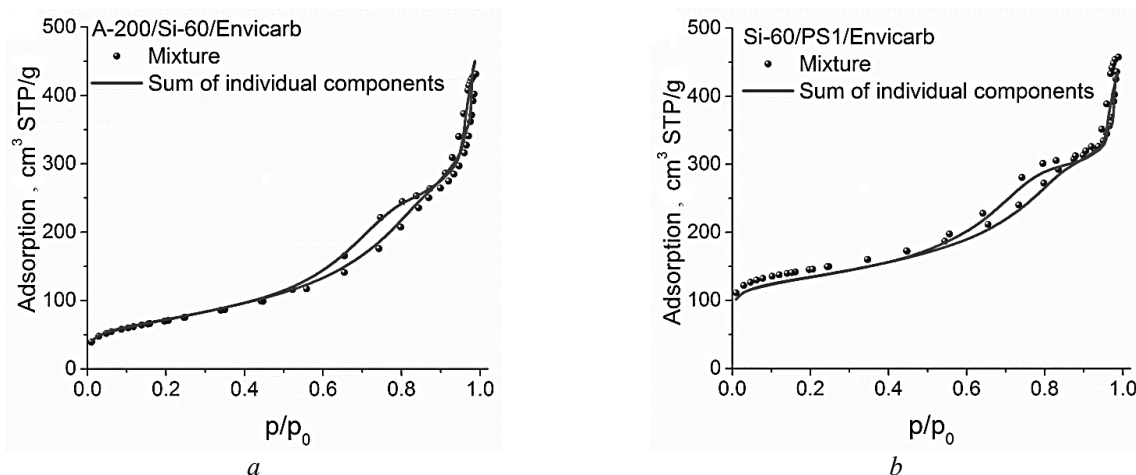 A-200/Si-60/Envicarb
Mixture
Sum of individual components
Adsorption , cm³ STP/g
500
400
300
200
100
0
0.0 0.2 0.4 0.6 0.8 1.0
p/p₀
a
Si-60/PS1/Envicarb
Mixture
Sum of individual components
Adsorption , cm³ STP/g
500
400
300
200
100
0
0.0 0.2 0.4 0.6 0.8 1.0
p/p₀
b